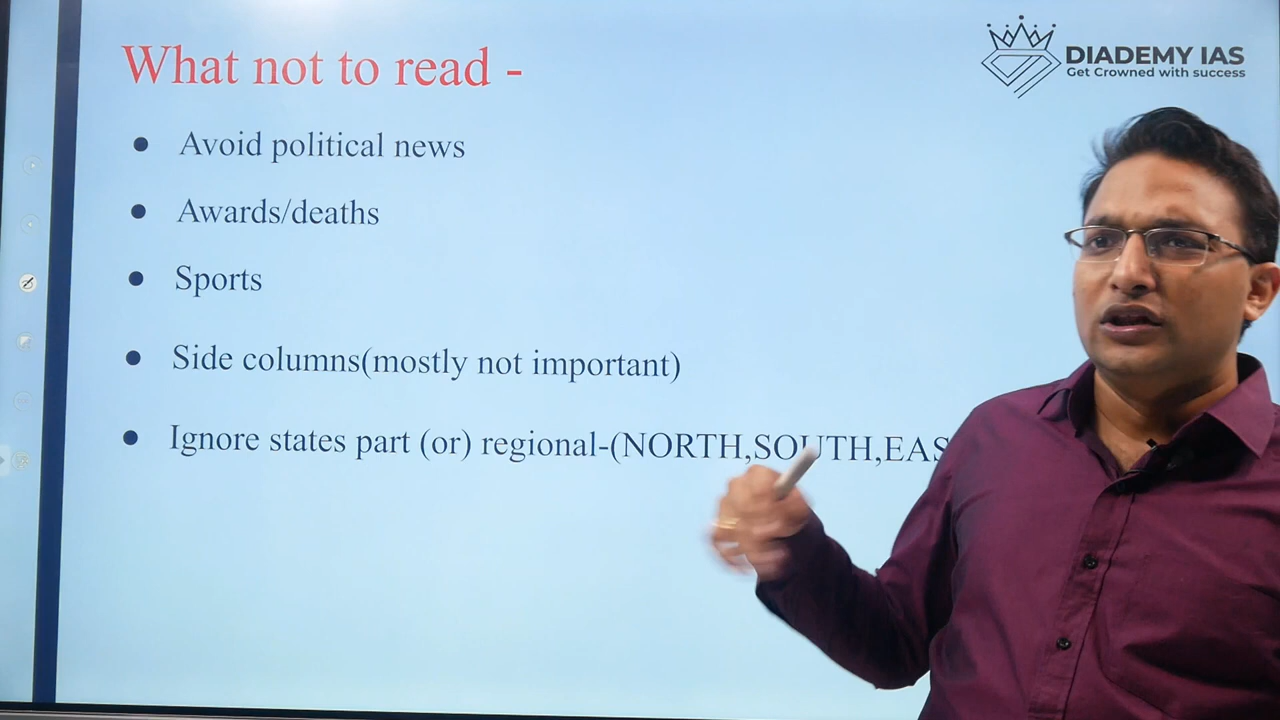 What not to read -
DIADEMY IAS
Get Crowned with success
● Avoid political news
● Awards/deaths
● Sports
● Side columns(mostly not important)
● Ignore states part (or) regional-(NORTH,SOUTH,EAS